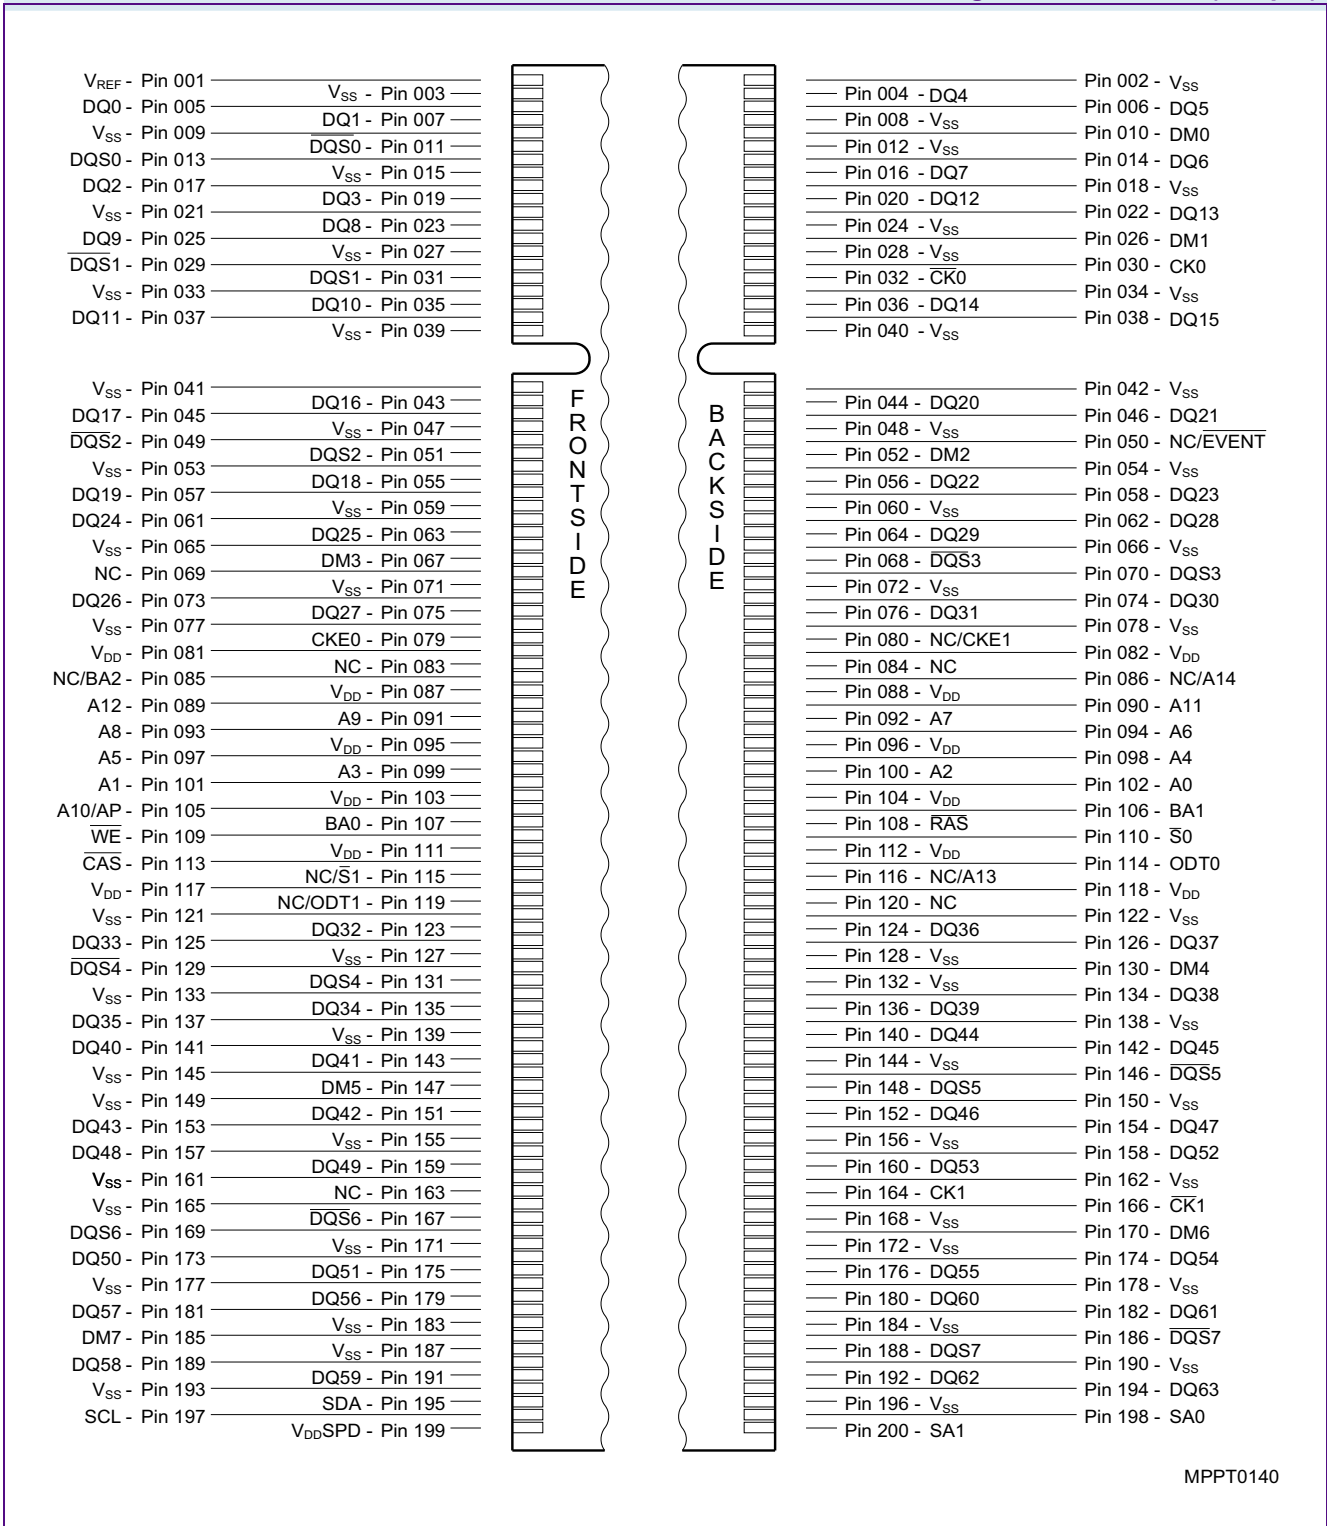 VREF - Pin 001
VSS - Pin 003
DQ0 - Pin 005
DQ1 - Pin 007
VSS - Pin 009
DQS0 - Pin 011
DQS0 - Pin 013
VSS - Pin 015
DQ2 - Pin 017
DQ3 - Pin 019
VSS - Pin 021
DQ8 - Pin 023
DQ9 - Pin 025
VSS - Pin 027
DQS1 - Pin 029
DQS1 - Pin 031
VSS - Pin 033
DQ10 - Pin 035
DQ11 - Pin 037
VSS - Pin 039
VSS - Pin 041
DQ16 - Pin 043
DQ17 - Pin 045
VSS - Pin 047
DQS2 - Pin 049
DQS2 - Pin 051
VSS - Pin 053
DQ18 - Pin 055
DQ19 - Pin 057
VSS - Pin 059
DQ24 - Pin 061
DQ25 - Pin 063
VSS - Pin 065
DM3 - Pin 067
NC - Pin 069
VSS - Pin 071
DQ26 - Pin 073
DQ27 - Pin 075
VSS - Pin 077
CKE0 - Pin 079
VDD - Pin 081
NC - Pin 083
NC/BA2 - Pin 085
VDD - Pin 087
A12 - Pin 089
A9 - Pin 091
A8 - Pin 093
VDD - Pin 095
A5 - Pin 097
A3 - Pin 099
A1 - Pin 101
VDD - Pin 103
A10/AP - Pin 105
BA0 - Pin 107
WE - Pin 109
VDD - Pin 111
CAS - Pin 113
NC/S1 - Pin 115
VDD - Pin 117
NC/ODT1 - Pin 119
VSS - Pin 121
DQ32 - Pin 123
DQ33 - Pin 125
VSS - Pin 127
DQS4 - Pin 129
DQS4 - Pin 131
VSS - Pin 133
DQ34 - Pin 135
DQ35 - Pin 137
VSS - Pin 139
DQ40 - Pin 141
DQ41 - Pin 143
VSS - Pin 145
DM5 - Pin 147
VSS - Pin 149
DQ42 - Pin 151
DQ43 - Pin 153
VSS - Pin 155
DQ48 - Pin 157
DQ49 - Pin 159
VSS - Pin 161
NC - Pin 163
VSS - Pin 165
DQS6 - Pin 167
DQS6 - Pin 169
VSS - Pin 171
DQ50 - Pin 173
DQ51 - Pin 175
VSS - Pin 177
DQ56 - Pin 179
DQ57 - Pin 181
VSS - Pin 183
DM7 - Pin 185
VSS - Pin 187
DQ58 - Pin 189
DQ59 - Pin 191
VSS - Pin 193
SDA - Pin 195
SCL - Pin 197
VDDSPD - Pin 199
FRONTSIDE
BACKSIDE
Pin 002 - VSS
Pin 004 - DQ4
Pin 006 - DQ5
Pin 008 - VSS
Pin 010 - DM0
Pin 012 - VSS
Pin 014 - DQ6
Pin 016 - DQ7
Pin 018 - VSS
Pin 020 - DQ12
Pin 022 - DQ13
Pin 024 - VSS
Pin 026 - DM1
Pin 028 - VSS
Pin 030 - CK0
Pin 032 - CK0
Pin 034 - VSS
Pin 036 - DQ14
Pin 038 - DQ15
Pin 040 - VSS
Pin 042 - VSS
Pin 044 - DQ20
Pin 046 - DQ21
Pin 048 - VSS
Pin 050 - NC/EVENT
Pin 052 - DM2
Pin 054 - VSS
Pin 056 - DQ22
Pin 058 - DQ23
Pin 060 - VSS
Pin 062 - DQ28
Pin 064 - DQ29
Pin 066 - VSS
Pin 068 - DQS3
Pin 070 - DQS3
Pin 072 - VSS
Pin 074 - DQ30
Pin 076 - DQ31
Pin 078 - VSS
Pin 080 - NC/CKE1
Pin 082 - VDD
Pin 084 - NC
Pin 086 - NC/A14
Pin 088 - VDD
Pin 090 - A11
Pin 092 - A7
Pin 094 - A6
Pin 096 - VDD
Pin 098 - A4
Pin 100 - A2
Pin 102 - A0
Pin 104 - VDD
Pin 106 - BA1
Pin 108 - RAS
Pin 110 - S0
Pin 112 - VDD
Pin 114 - ODT0
Pin 116 - NC/A13
Pin 118 - VDD
Pin 120 - NC
Pin 122 - VSS
Pin 124 - DQ36
Pin 126 - DQ37
Pin 128 - VSS
Pin 130 - DM4
Pin 132 - VSS
Pin 134 - DQ38
Pin 136 - DQ39
Pin 138 - VSS
Pin 140 - DQ44
Pin 142 - DQ45
Pin 144 - VSS
Pin 146 - DQS5
Pin 148 - DQS5
Pin 150 - VSS
Pin 152 - DQ46
Pin 154 - DQ47
Pin 156 - VSS
Pin 158 - DQ52
Pin 160 - DQ53
Pin 162 - VSS
Pin 164 - CK1
Pin 166 - CK1
Pin 168 - VSS
Pin 170 - DM6
Pin 172 - VSS
Pin 174 - DQ54
Pin 176 - DQ55
Pin 178 - VSS
Pin 180 - DQ60
Pin 182 - DQ61
Pin 184 - VSS
Pin 186 - DQS7
Pin 188 - DQS7
Pin 190 - VSS
Pin 192 - DQ62
Pin 194 - DQ63
Pin 196 - VSS
Pin 198 - SA0
Pin 200 - SA1
MPPT0140